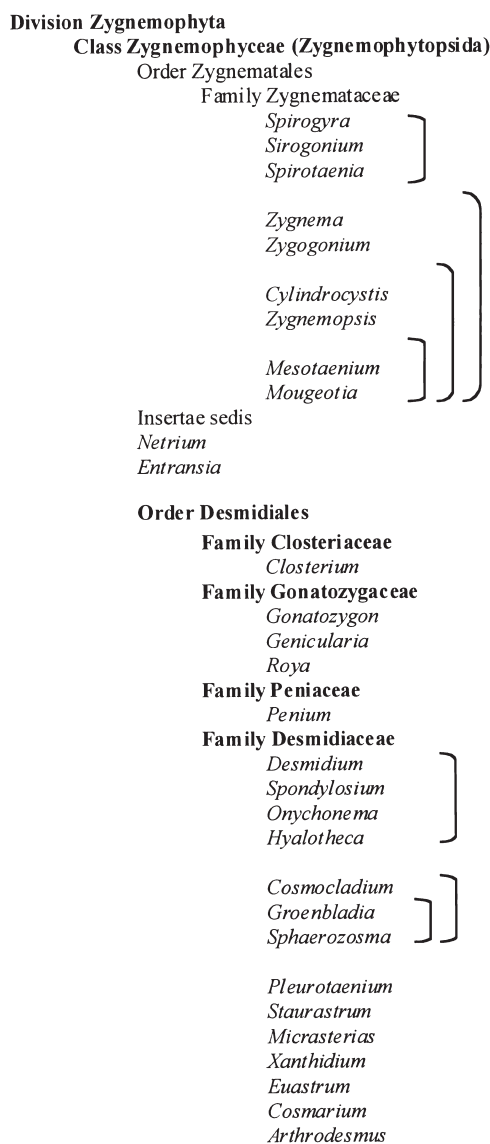 Division Zygnemophyta
Class Zygnemophyceae (Zygnemophytopsida)
Order Zygnematales
Family Zygnemataceae
Spirogyra
Sirogonium
Spirotaenia
Zygnema
Zygogonium
Cylindrocystis
Zygnemopsis
Mesotaenium
Mougeotia
Insertae sedis
Netrium
Entransia
Order Desmidiales
Family Closteriaceae
Closterium
Family Gonatozygaceae
Gonatozygon
Genicularia
Roya
Family Peniaceae
Penium
Family Desmidiaceae
Desmidium
Spondylosium
Onychonema
Hyalotheca
Cosmocladium
Groenbladia
Sphaerozosma
Pleurotaenium
Staurastrum
Micrasterias
Xanthidium
Euastrum
Cosmarium
Arthrodesmus